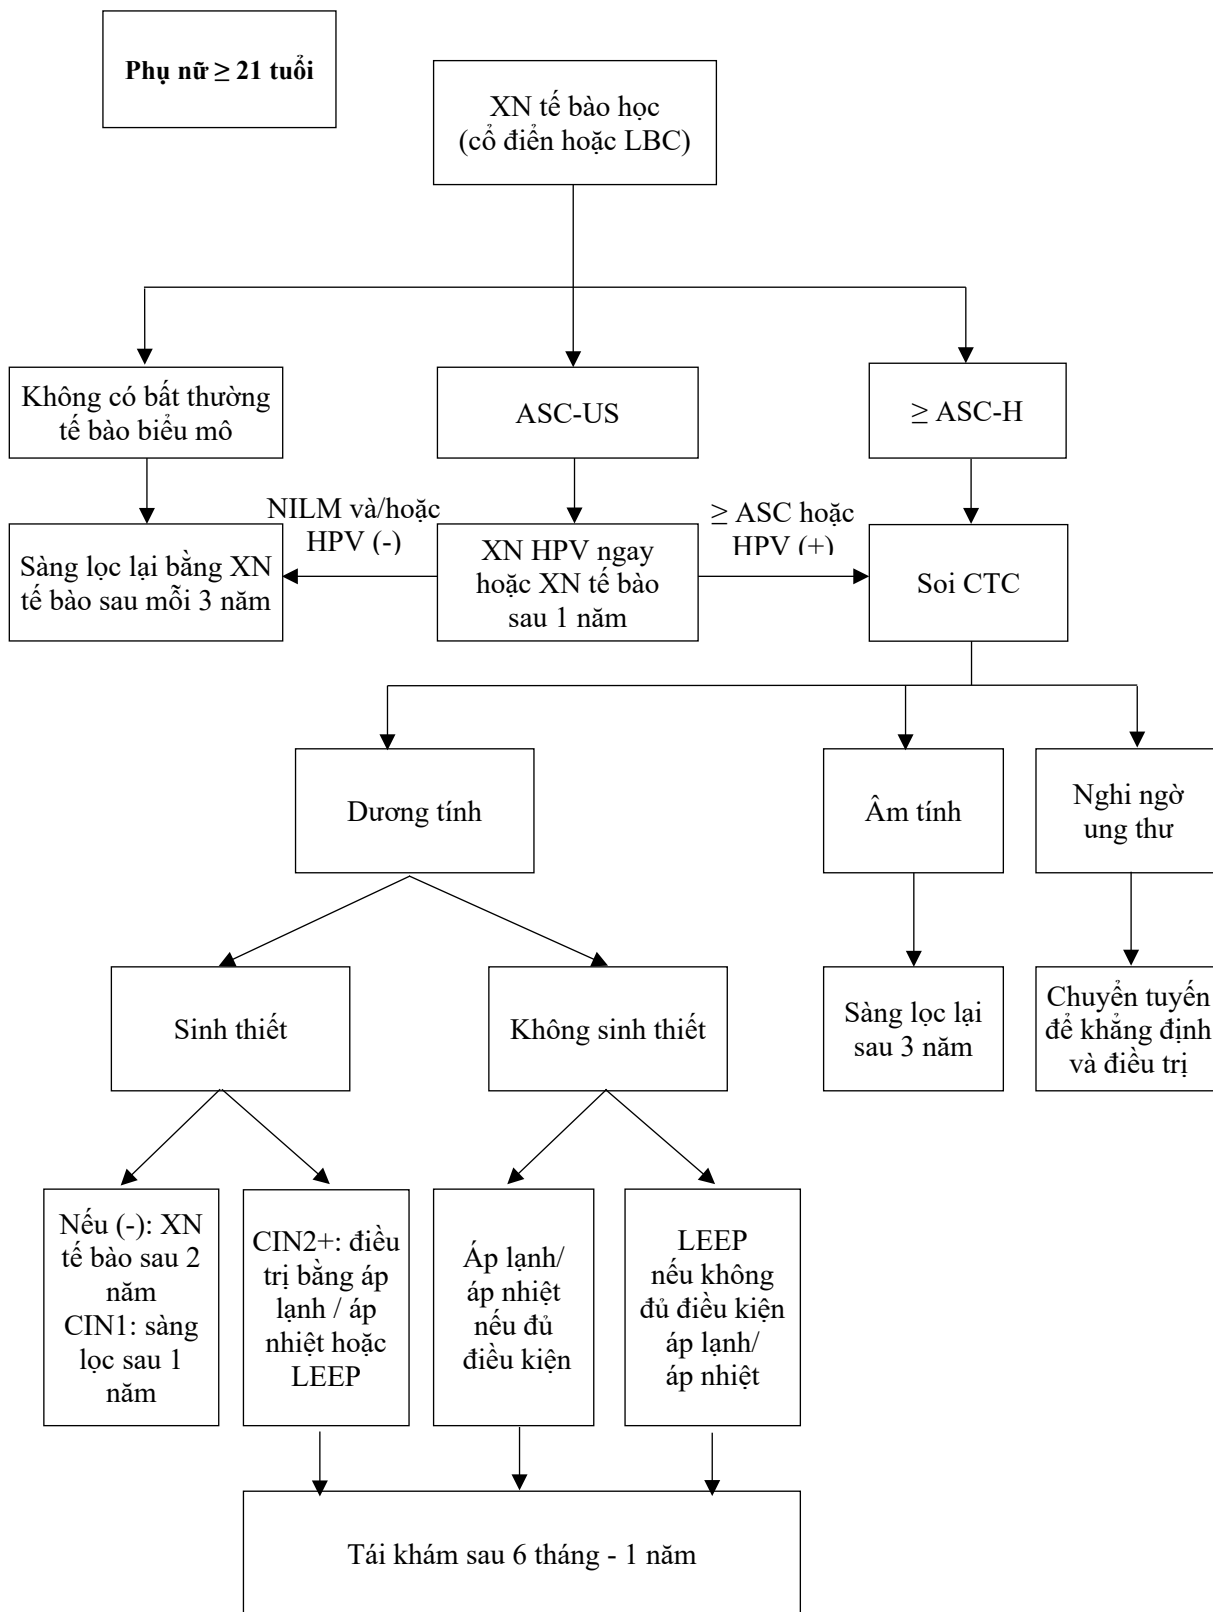 Phụ nữ ≥ 21 tuổi
XN tế bào học
(cổ điển hoặc LBC)
Không có bất thường
tế bào biểu mô
ASC-US
≥ ASC-H
NILM và/hoặc
HPV (-)
≥ ASC hoặc
HPV (+)
Sàng lọc lại bằng XN
tế bào sau mỗi 3 năm
XN HPV ngay
hoặc XN tế bào
sau 1 năm
Soi CTC
Dương tính
Âm tính
Nghi ngờ
ung thư
Sinh thiết
Không sinh thiết
Sàng lọc lại
sau 3 năm
Chuyển tuyến
để khẳng định
và điều trị
Nếu (-): XN
tế bào sau 2
năm
CIN1: sàng
lọc sau 1
năm
CIN2+: điều
trị bằng áp
lạnh / áp
nhiệt hoặc
LEEP
Áp lạnh/
áp nhiệt
nếu đủ
điều kiện
LEEP
nếu không
đủ điều kiện
áp lạnh/
áp nhiệt
Tái khám sau 6 tháng - 1 năm